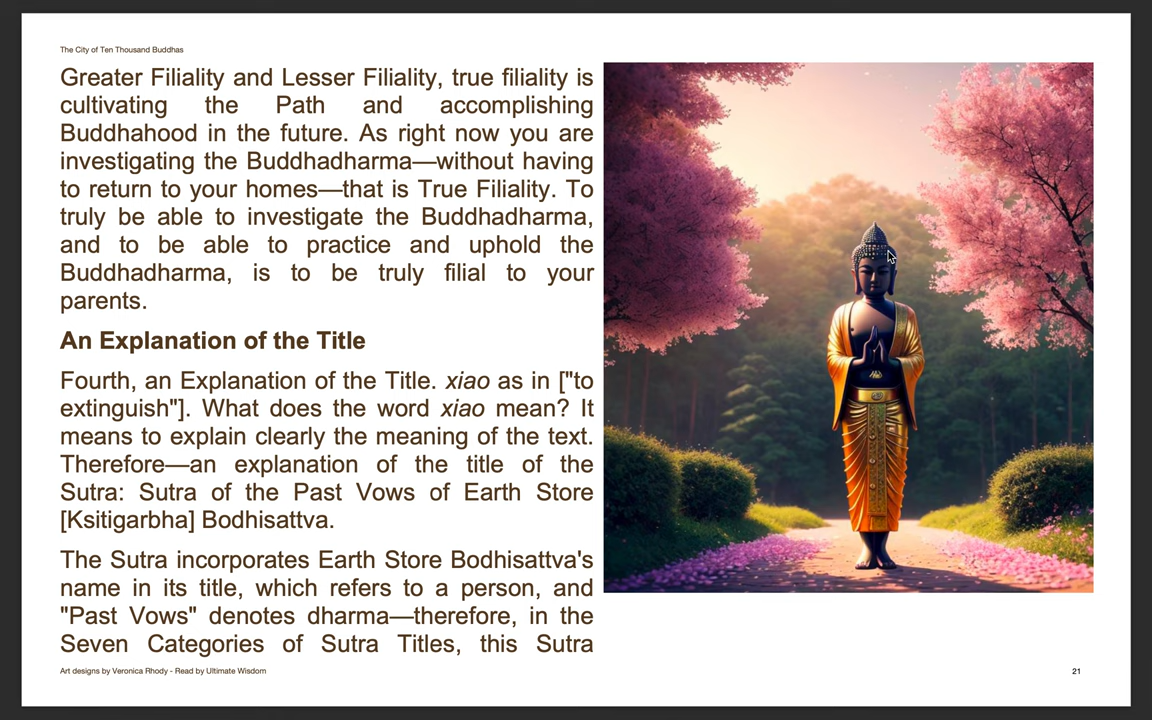 The City of Ten Thousand Buddhas
Greater Filiality and Lesser Filiality, true filiality is
cultivating the Path and accomplishing
Buddhahood in the future. As right now you are
investigating the Buddhadharma—without having
to return to your homes—that is True Filiality. To
truly be able to investigate the Buddhadharma,
and to be able to practice and uphold the
Buddhadharma, is to be truly filial to your
parents.
An Explanation of the Title
Fourth, an Explanation of the Title. xiao as in ["to
extinguish"]. What does the word xiao mean? It
means to explain clearly the meaning of the text.
Therefore—an explanation of the title of the
Sutra: Sutra of the Past Vows of Earth Store
[Ksitigarbha] Bodhisattva.
The Sutra incorporates Earth Store Bodhisattva's
name in its title, which refers to a person, and
"Past Vows" denotes dharma—therefore, in the
Seven Categories of Sutra Titles, this Sutra
Art designs by Veronica Rhody - Read by Ultimate Wisdom
21